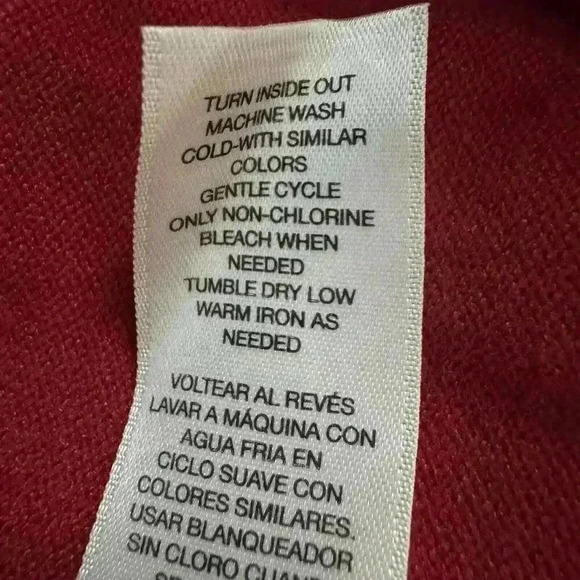 TURN INSIDE OUT
MACHINE WASH
COLD-WITH SIMILAR
COLORS
GENTLE CYCLE
ONLY NON-CHLORINE
BLEACH WHEN
NEEDED
TUMBLE DRY LOW
WARM IRON AS
NEEDED
VOLTEAR AL REVÉS
LAVAR A MÁQUINA CON
AGUA FRIA EN
CICLO SUAVE CON
COLORES SIMILARES.
USAR BLANQUEADOR
SIN CLORO